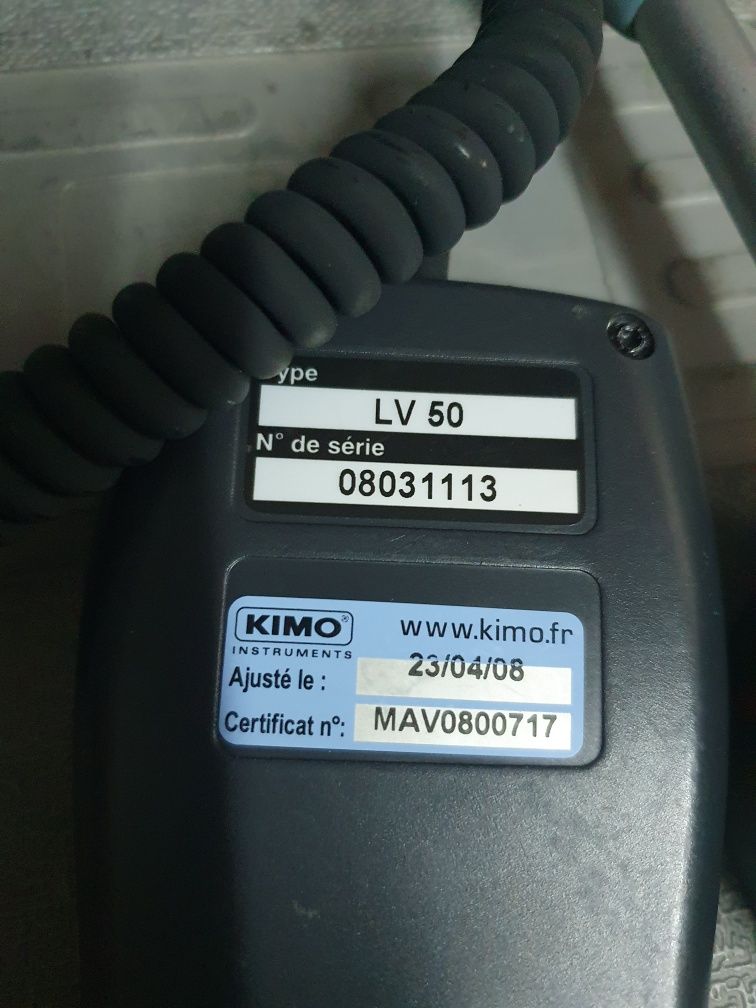 ype
LV 50
N° de série
08031113
KIMO®
INSTRUMENTS
www.kimo.fr
Ajusté le :
23/04/08
Certificat n°:
MAV0800717